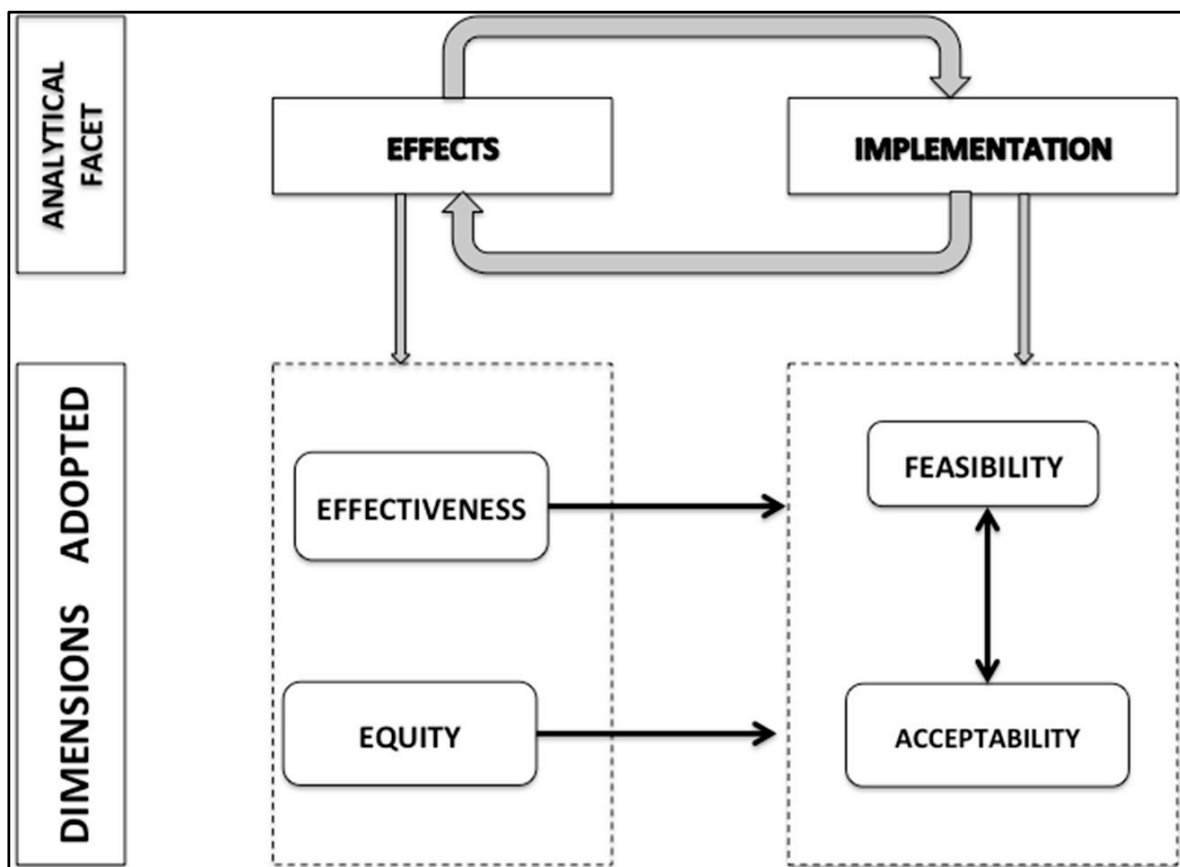 ANALYTICAL
FACET
EFFECTS
IMPLEMENTATION
DIMENSIONS ADOPTED
EFFECTIVENESS
FEASIBILITY
EQUITY
ACCEPTABILITY